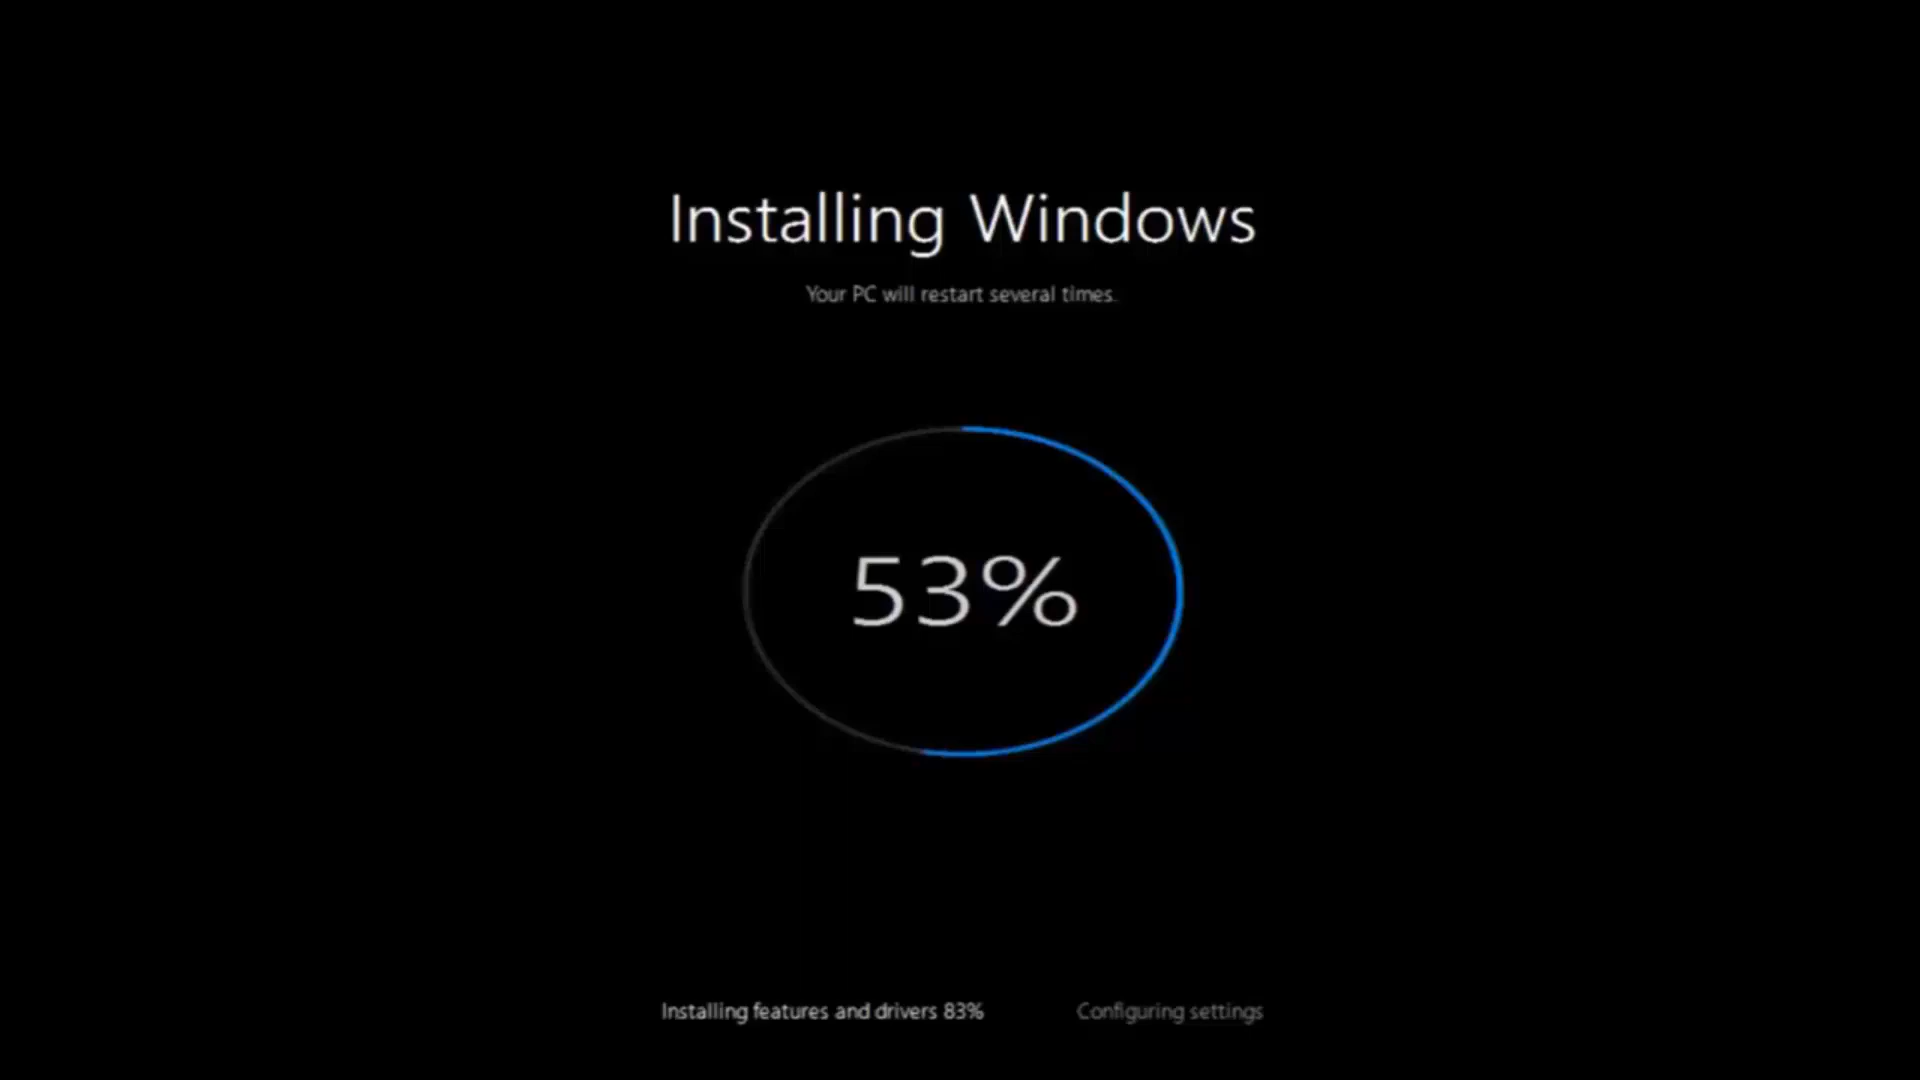 Installing Windows
Your PC will restart several times.
53%
Installing features and drivers 83%
Configuring settings